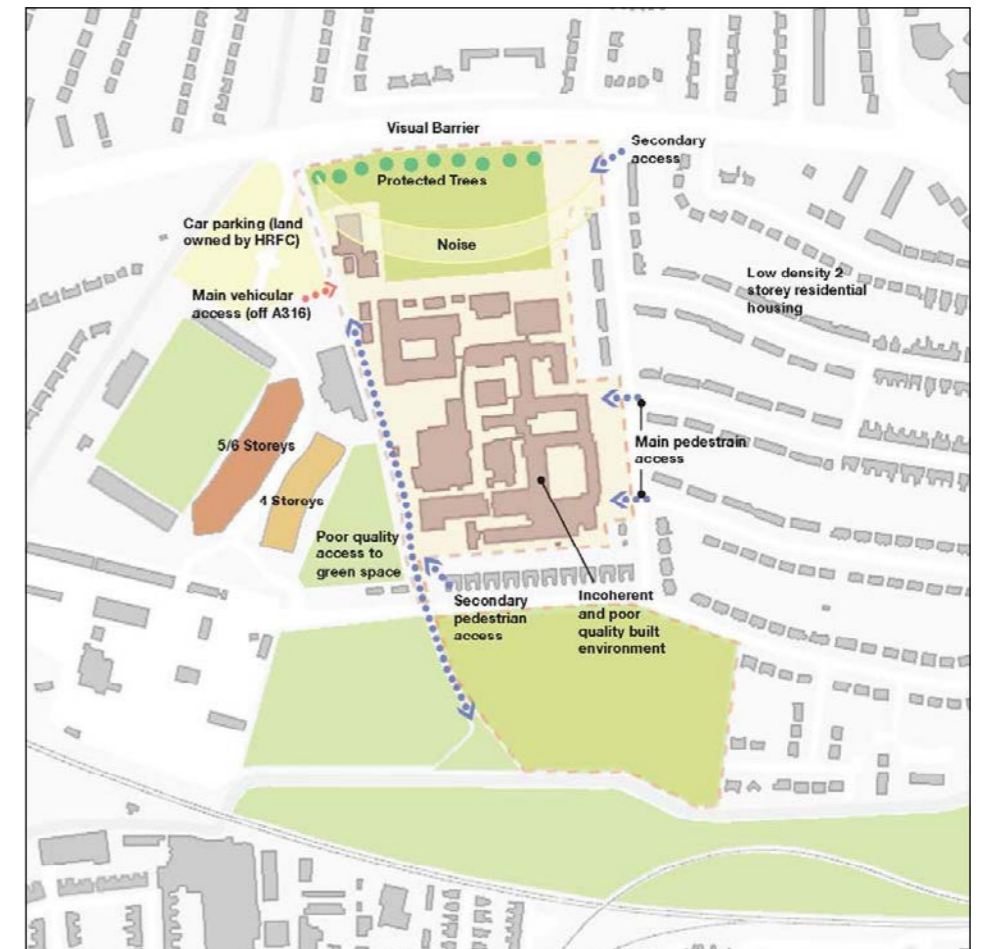 Visual Barrier
Secondary
access
Protected Trees
Car parking (land
owned by HRFC)
Noise
Low density 2
storey residential
housing
Main vehicular
access (off A316)
5/6 Storeys
Main pedestrain
access
4 Storeys
Poor quality
access to
green space
Secondary
pedestrian
access
Incoherent
and poor
quality built
environment